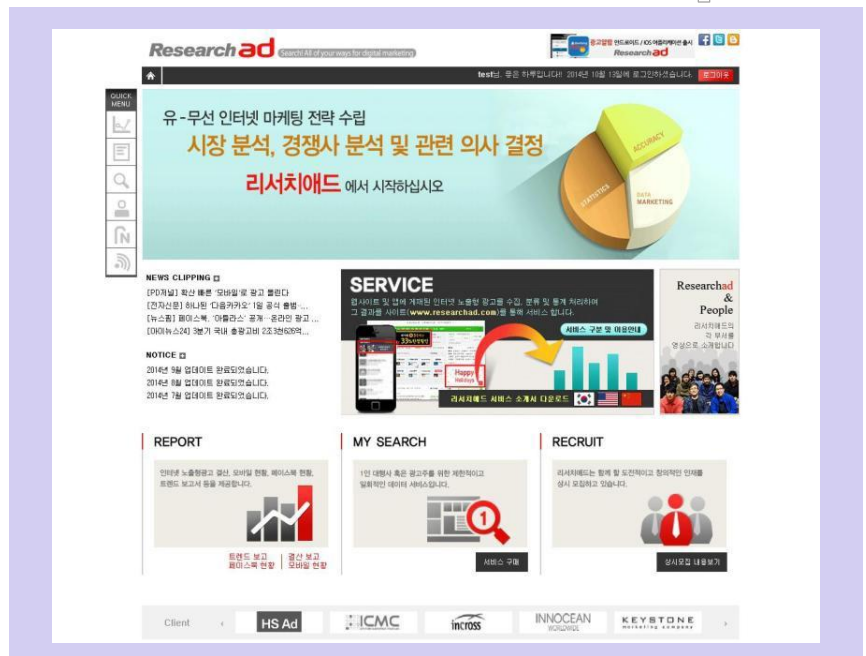 Research ad Search! All of your ways for digital marketing
광고알람 안드로이드 / iOS 어플리케이션 출시
Research ad
test님, 좋은 하루입니다!! 2014년 10월 13일에 로그인하셨습니다. 로그아웃
QUICK
MENU
유-무선 인터넷 마케팅 전략 수립
시장 분석, 경쟁사 분석 및 관련 의사 결정
리서치애드 에서 시작하십시오
ACCURACY
STATISTICS
DATA
MARKETING
NEWS CLIPPING
[PD저널] 확산 빠른 '모바일'로 광고 몰린다
[전자신문] 하나된 '다음카카오' 1일 공식 출범…
[뉴스핌] 페이스북, '아틀라스' 공개…온라인 광고 ...
[아이뉴스24] 3분기 국내 총광고비 2조3천626억...
NOTICE
2014년 9월 업데이트 완료되었습니다.
2014년 8월 업데이트 완료되었습니다.
2014년 7월 업데이트 완료되었습니다.
SERVICE
웹사이트 및 앱에 게재된 인터넷 노출형 광고를 수집, 분류 및 통계 처리하여
그 결과를 사이트(www.researchad.com)를 통해 서비스 합니다.
서비스 구분 및 이용안내
33%
Happy
Holidays
리서치애드 서비스 소개서 다운로드
Researchad
&
People
리서치애드의
각 부서를
영상으로 소개합니다
REPORT
인터넷 노출형광고 결산, 모바일 현황, 페이스북 현황,
트렌드 보고서 등을 제공합니다.
트렌드 보고 결산 보고
페이스북 현황 모바일 현황
MY SEARCH
1인 대행사 혹은 광고주를 위한 제한적이고
일회적인 데이터 서비스입니다.
1
서비스 구매
RECRUIT
리서치애드는 함께 할 도전적이고 창의적인 인재를
상시 모집하고 있습니다.
상시모집 내용보기
Client HS Ad ICMC incross INNOCEAN WORLDWIDE KEYSTONE marketing company